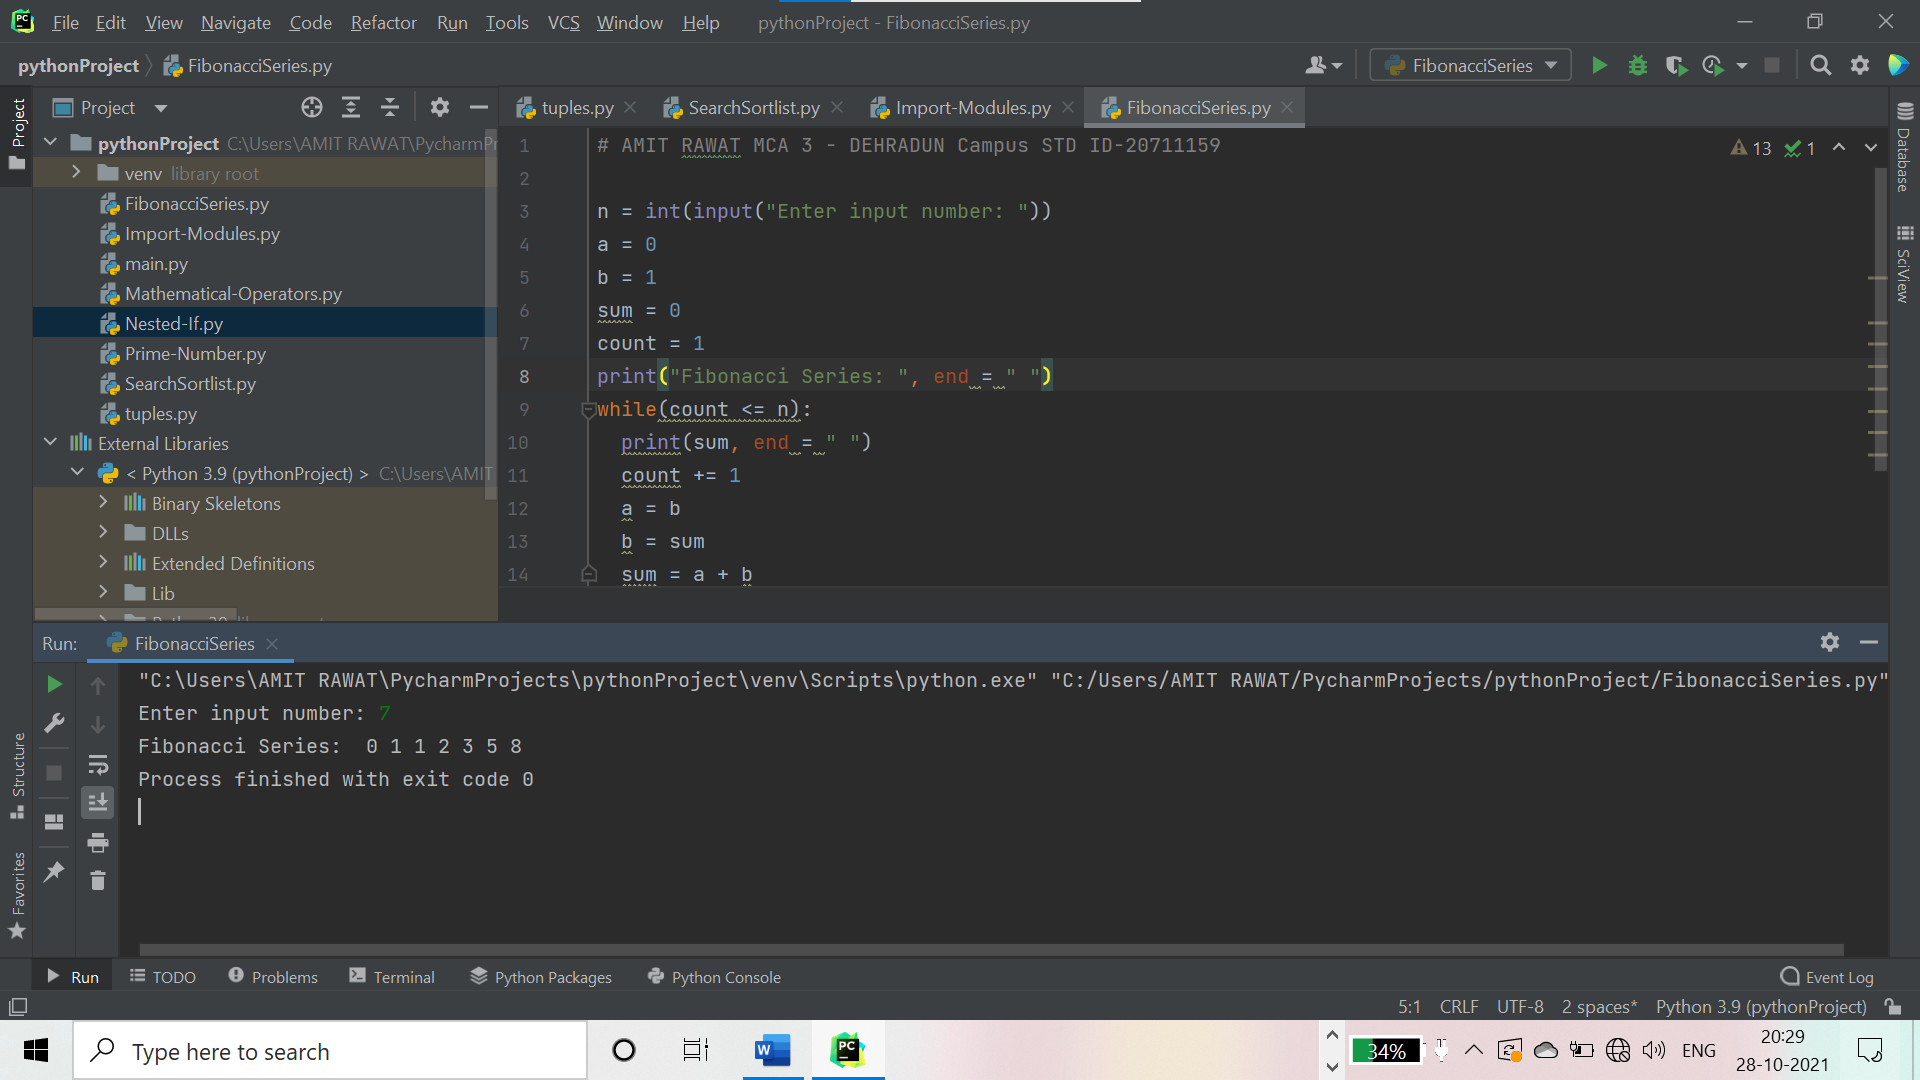 File Edit View Navigate Code Refactor Run Tools VCS Window Help pythonProject - FibonacciSeries.py
pythonProject FibonacciSeries.py FibonacciSeries
Project tuples.py SearchSortlist.py Import-Modules.py FibonacciSeries.py
Project
pythonProject C:\Users\AMIT RAWAT\PycharmPr
venv library root
FibonacciSeries.py
Import-Modules.py
main.py
Mathematical-Operators.py
Nested-If.py
Prime-Number.py
SearchSortlist.py
tuples.py
External Libraries
< Python 3.9 (pythonProject) > C:\Users\AMIT
Binary Skeletons
DLLs
Extended Definitions
Lib
1 # AMIT RAWAT MCA 3 - DEHRADUN Campus STD ID-20711159
2
3 n = int(input("Enter input number: "))
4 a = 0
5 b = 1
6 sum = 0
7 count = 1
8 print("Fibonacci Series: ", end = " ")
9 while(count <= n):
10 print(sum, end = " ")
11 count += 1
12 a = b
13 b = sum
14 sum = a + b
13 1
Database
SciView
Run: FibonacciSeries
"C:\Users\AMIT RAWAT\PycharmProjects\pythonProject\venv\Scripts\python.exe" "C:/Users/AMIT RAWAT/PycharmProjects/pythonProject/FibonacciSeries.py"
Enter input number: 7
Fibonacci Series:  0 1 1 2 3 5 8
Process finished with exit code 0
Structure
Favorites
Run TODO Problems Terminal Python Packages Python Console Event Log
5:1 CRLF UTF-8 2 spaces* Python 3.9 (pythonProject)
Type here to search
34% ENG
20:29
28-10-2021